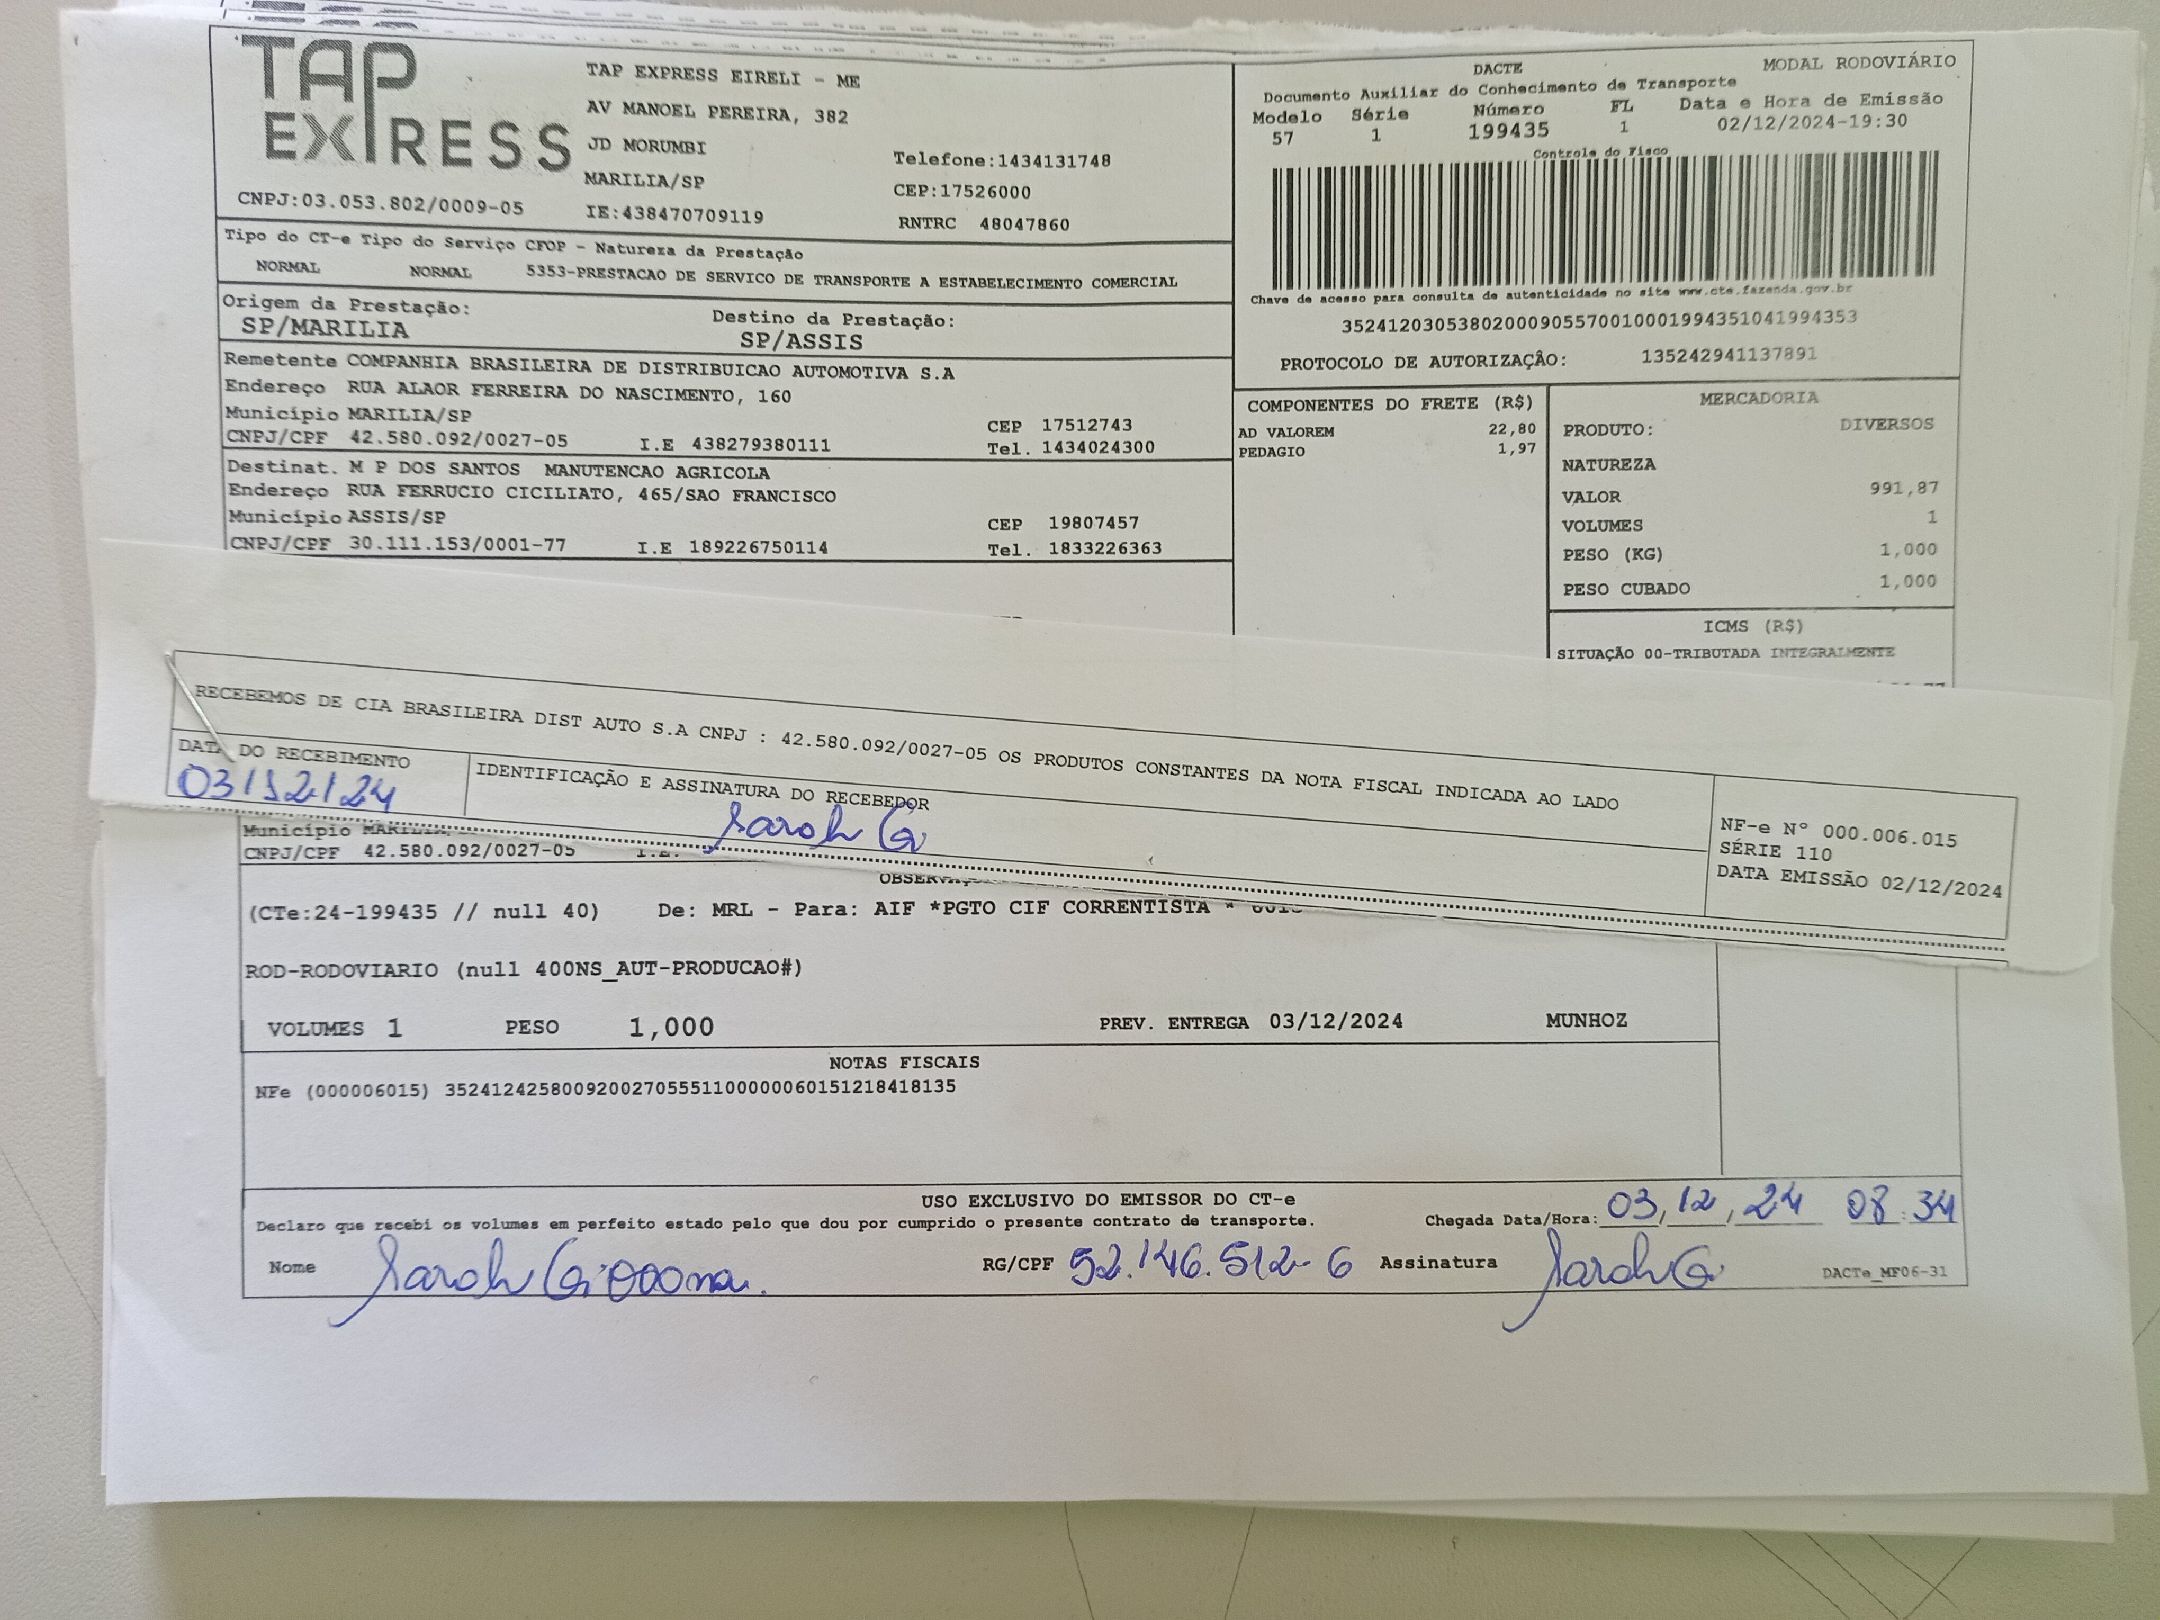 TAP EXPRESS
TAP EXPRESS EIRELI - ME
AV MANOEL PEREIRA, 382
JD MORUMBI
MARILIA/SP
Telefone:1434131748
CEP:17526000
CNPJ:03.053.802/0009-05
IE:438470709119
RNTRC 48047860
DACTE
MODAL RODOVIÁRIO
Documento Auxiliar do Conhecimento de Transporte
Modelo Série Número FL Data e Hora de Emissão
57 1 199435 1 02/12/2024-19:30
Controle do Fisco
Chave de acesso para consulta de autenticidade no site www.cte.fazenda.gov.br
35241203053802000905570010001994351041994353
PROTOCOLO DE AUTORIZAÇÂO: 135242941137891
Tipo do CT-e Tipo do Serviço CFOP - Natureza da Prestação
NORMAL NORMAL 5353-PRESTACAO DE SERVICO DE TRANSPORTE A ESTABELECIMENTO COMERCIAL
Origem da Prestação: Destino da Prestação:
SP/MARILIA SP/ASSIS
Remetente COMPANHIA BRASILEIRA DE DISTRIBUICAO AUTOMOTIVA S.A
Endereço RUA ALAOR FERREIRA DO NASCIMENTO, 160
Município MARILIA/SP CEP 17512743
CNPJ/CPF 42.580.092/0027-05 I.E 438279380111 Tel. 1434024300
Destinat. M P DOS SANTOS MANUTENCAO AGRICOLA
Endereço RUA FERRUCIO CICILIATO, 465/SAO FRANCISCO
Município ASSIS/SP CEP 19807457
CNPJ/CPF 30.111.153/0001-77 I.E 189226750114 Tel. 1833226363
COMPONENTES DO FRETE (R$)
AD VALOREM 22,80
PEDAGIO 1,97
MERCADORIA
PRODUTO: DIVERSOS
NATUREZA
VALOR 991,87
VOLUMES 1
PESO (KG) 1,000
PESO CUBADO 1,000
ICMS (R$)
SITUAÇÃO 00-TRIBUTADA INTEGRALMENTE
RECEBEMOS DE CIA BRASILEIRA DIST AUTO S.A CNPJ : 42.580.092/0027-05 OS PRODUTOS CONSTANTES DA NOTA FISCAL INDICADA AO LADO
DATA DO RECEBIMENTO
03/12/24
IDENTIFICAÇÃO E ASSINATURA DO RECEBEDOR
Sarah G
NF-e N° 000.006.015
SÉRIE 110
DATA EMISSÃO 02/12/2024
Município MARILIA
CNPJ/CPF 42.580.092/0027-05 I.E.
(CTe:24-199435 // null 40) De: MRL - Para: AIF *PGTO CIF CORRENTISTA *
ROD-RODOVIARIO (null 400NS_AUT-PRODUCAO#)
VOLUMES 1 PESO 1,000 PREV. ENTREGA 03/12/2024 MUNHOZ
NOTAS FISCAIS
NFe (000006015) 35241242580092002705551100000060151218418135
USO EXCLUSIVO DO EMISSOR DO CT-e
Declaro que recebi os volumes em perfeito estado pelo que dou por cumprido o presente contrato de transporte. Chegada Data/Hora: 03/12/24 08:34
Nome Sarah Giovana. RG/CPF 52.146.512-6 Assinatura Sarah G DACTe_MF06-31